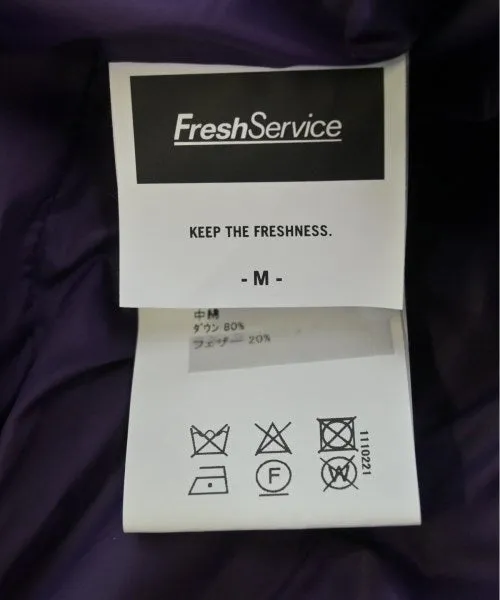 FreshService
KEEP THE FRESHNESS.
- M -
中綿
ﾀﾞｳﾝ 80%
フェザー 20%
F
W
1110221